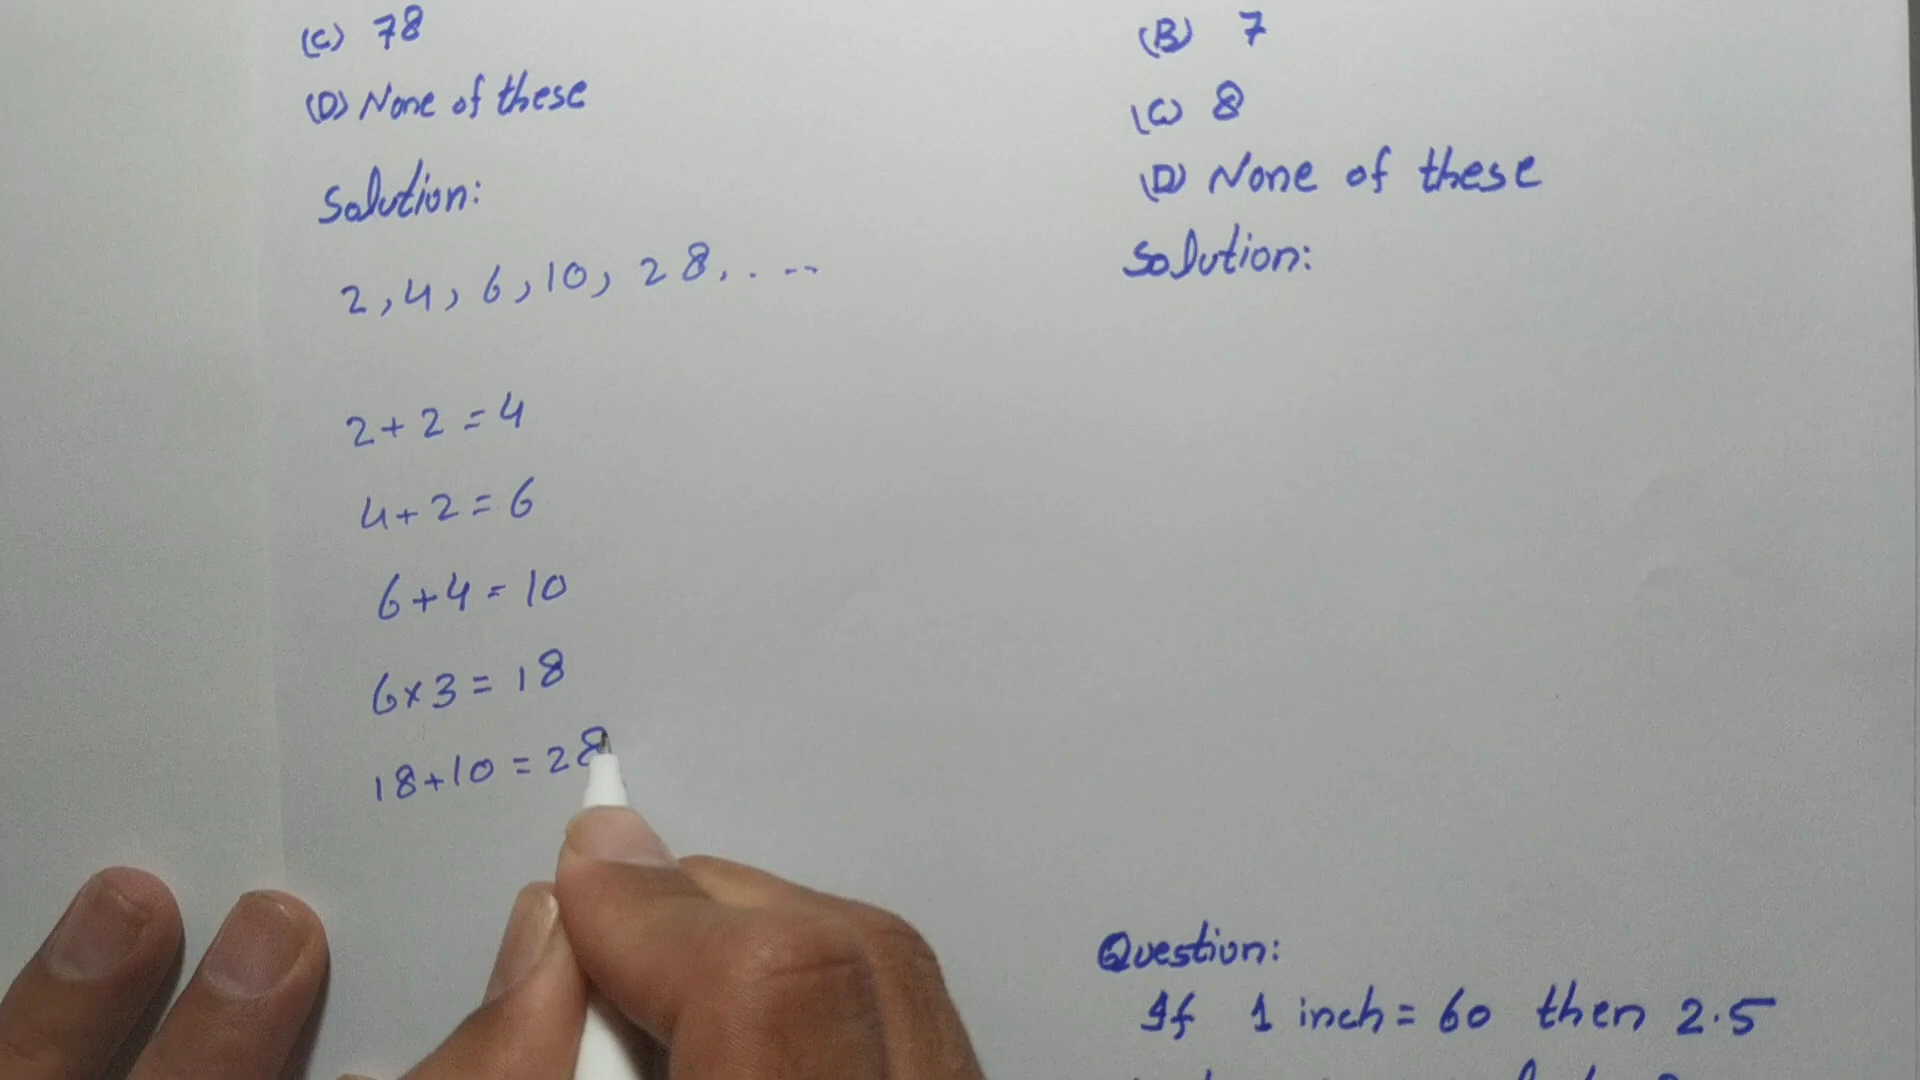 (C) 78
(D) None of these
Solution:
2, 4, 6, 10, 28, . --
2 + 2 = 4
4 + 2 = 6
6 + 4 = 10
6 × 3 = 18
18 + 10 = 28
(B) 7
(C) 8
(D) None of these
Solution:
Question:
If 1 inch = 60 then 2.5